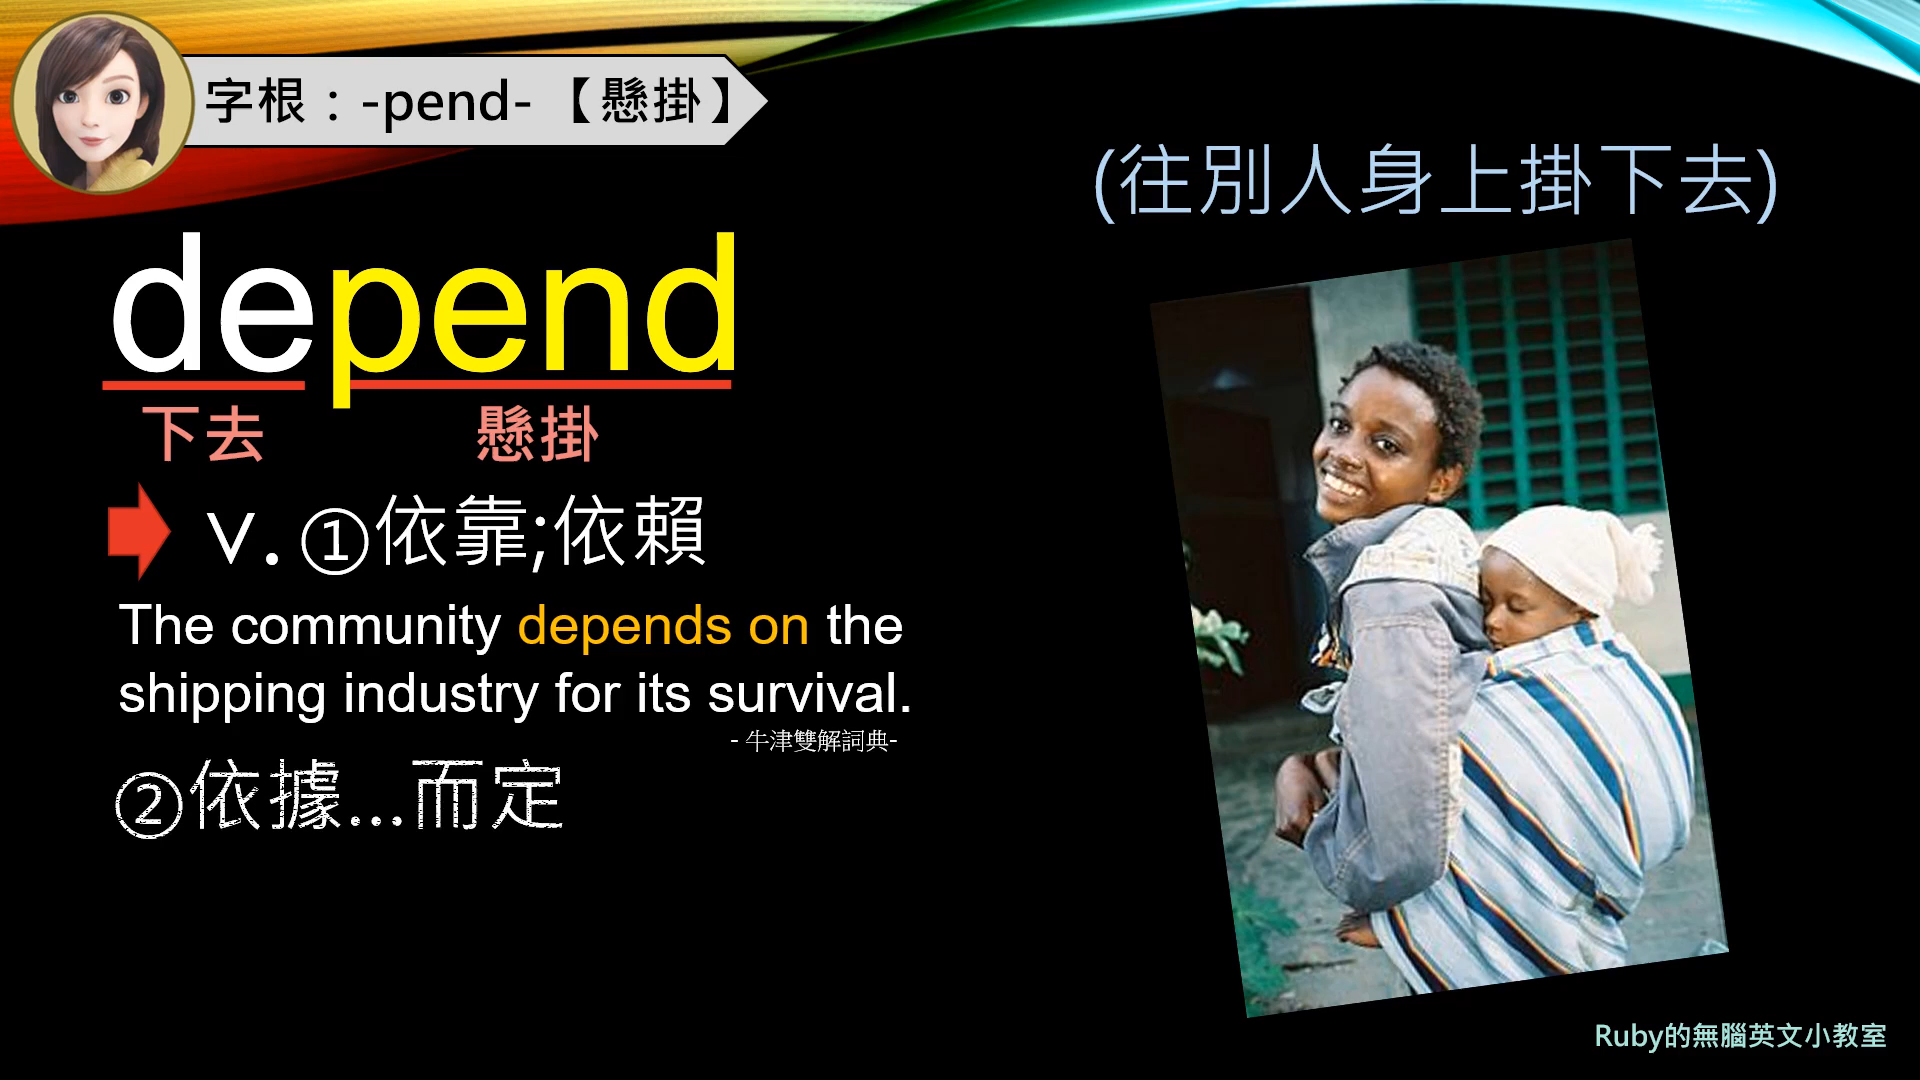 字根：-pend-【懸掛】
(往別人身上掛下去)
depend
下去 懸掛
v. ①依靠;依賴
The community depends on the
shipping industry for its survival.
- 牛津雙解詞典-
②依據...而定
Ruby的無腦英文小教室